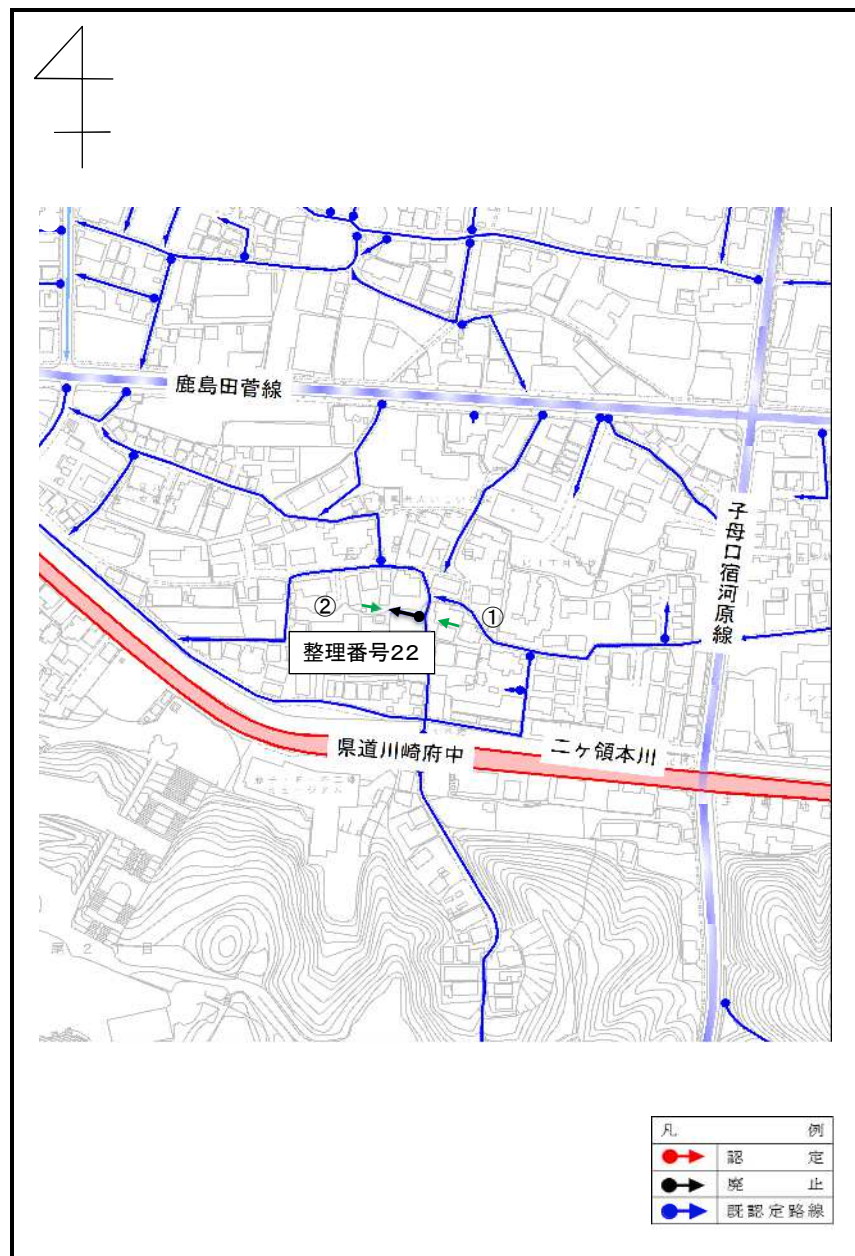 鹿島田菅線
子母口宿河原線
②
①
整理番号22
県道川崎府中
二ヶ領本川
凡例
認定
廃止
既認定路線